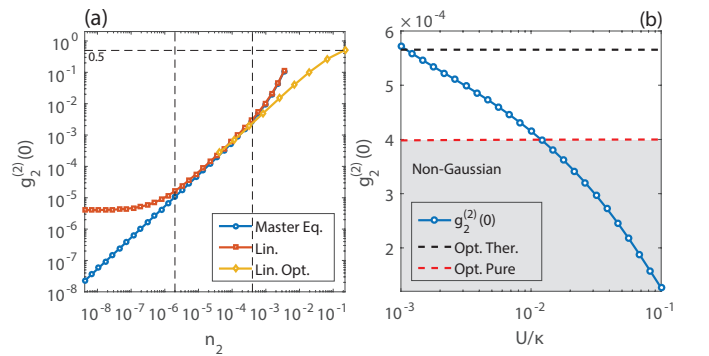 (a)
10^0
10^-1
10^-2
10^-3
10^-4
10^-5
10^-6
10^-7
10^-8
0.5
g_2^(2)(0)
Master Eq.
Lin.
Lin. Opt.
10^-8 10^-7 10^-6 10^-5 10^-4 10^-3 10^-2 10^-1
n_2
(b)
6 × 10^-4
5
4
3
2
g_2^(2)(0)
Non-Gaussian
g_2^(2)(0)
Opt. Ther.
Opt. Pure
10^-3 10^-2 10^-1
U/κ